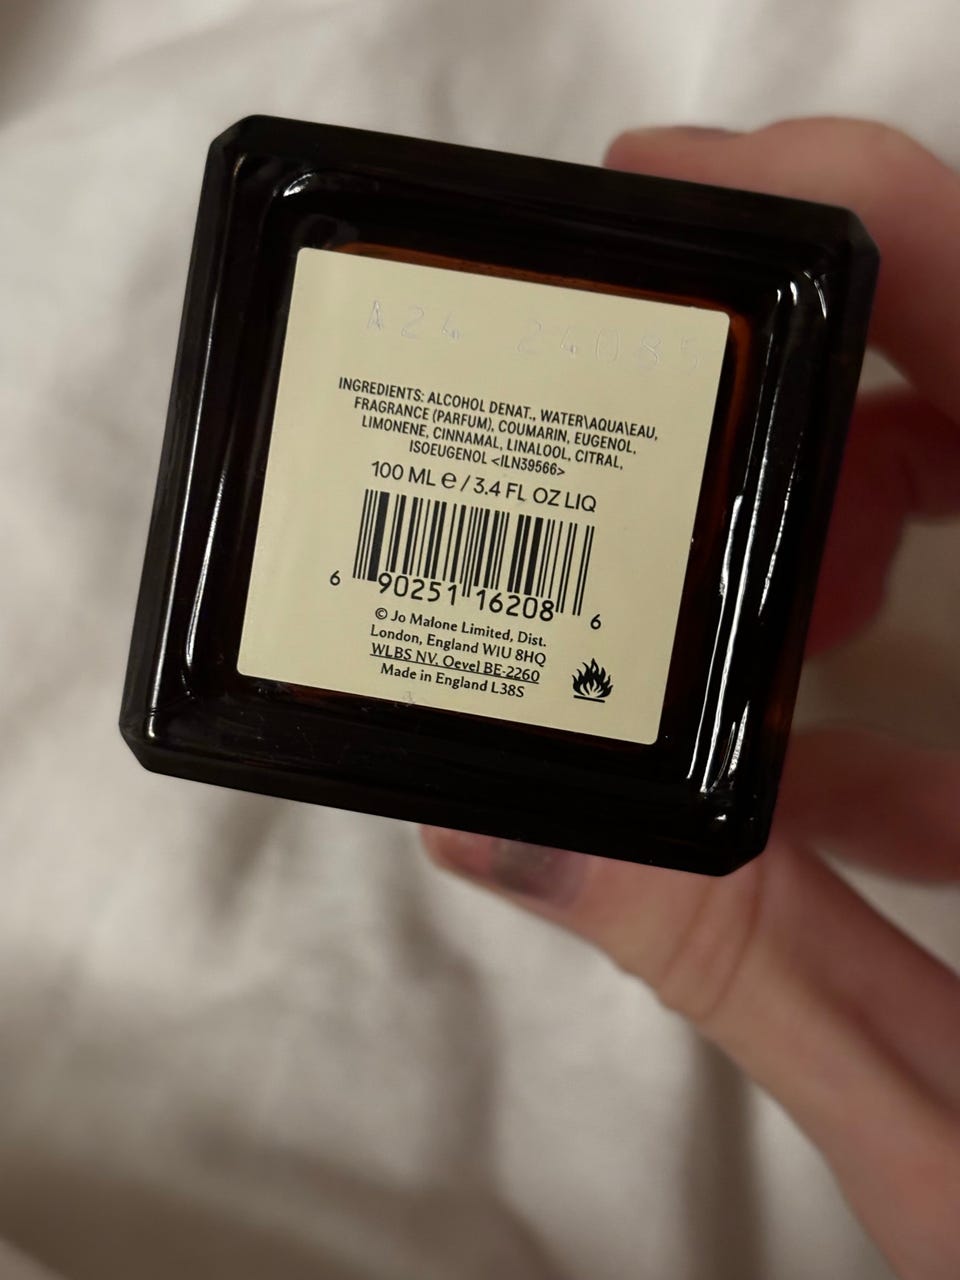 A24 24085
INGREDIENTS: ALCOHOL DENAT., WATER\AQUA\EAU,
FRAGRANCE (PARFUM), COUMARIN, EUGENOL,
LIMONENE, CINNAMAL, LINALOOL, CITRAL,
ISOEUGENOL <ILN39566>
100 ML e / 3.4 FL OZ LIQ
6 90251 16208 6
© Jo Malone Limited, Dist.
London, England W1U 8HQ
WLBS NV, Oevel BE-2260
Made in England L38S